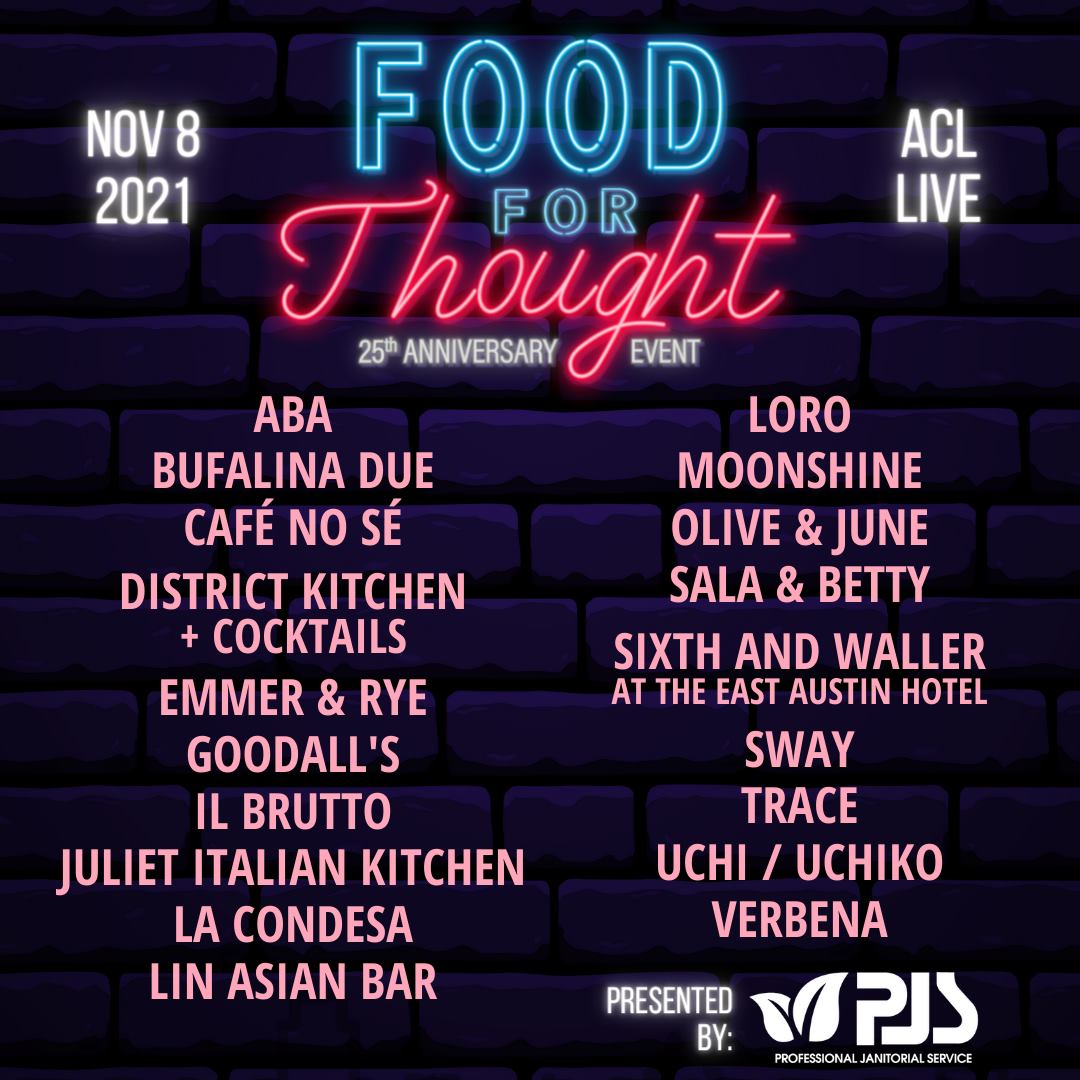 NOV 8
2021
FOOD
FOR
Thought
25th ANNIVERSARY EVENT
ACL
LIVE
ABA
BUFALINA DUE
CAFÉ NO SÉ
DISTRICT KITCHEN
+ COCKTAILS
EMMER & RYE
GOODALL'S
IL BRUTTO
JULIET ITALIAN KITCHEN
LA CONDESA
LIN ASIAN BAR
LORO
MOONSHINE
OLIVE & JUNE
SALA & BETTY
SIXTH AND WALLER
AT THE EAST AUSTIN HOTEL
SWAY
TRACE
UCHI / UCHIKO
VERBENA
PRESENTED
BY:
PJS
PROFESSIONAL JANITORIAL SERVICE